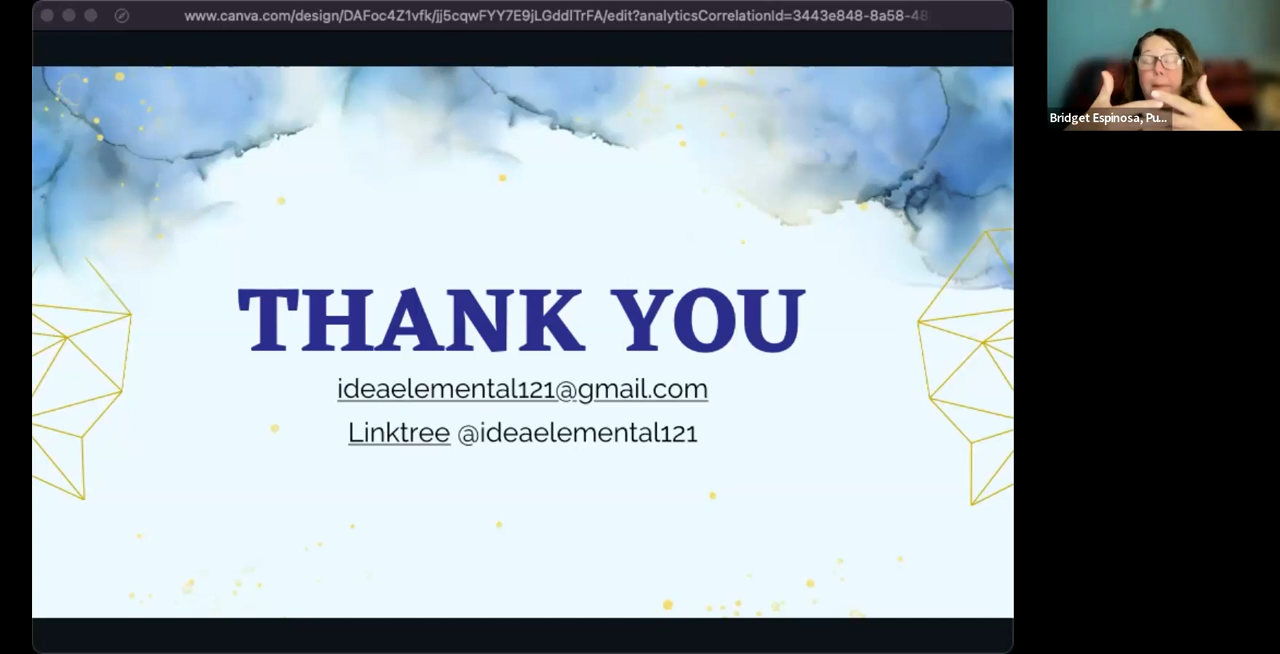 www.canva.com/design/DAFoc4Z1vfk/jj5cqwFYY7E9jLGddlTrFA/edit?analyticsCorrelationId=3443e848-8a58-48
Bridget Espinosa, Pu...
THANK YOU
ideaelemental121@gmail.com
Linktree @ideaelemental121